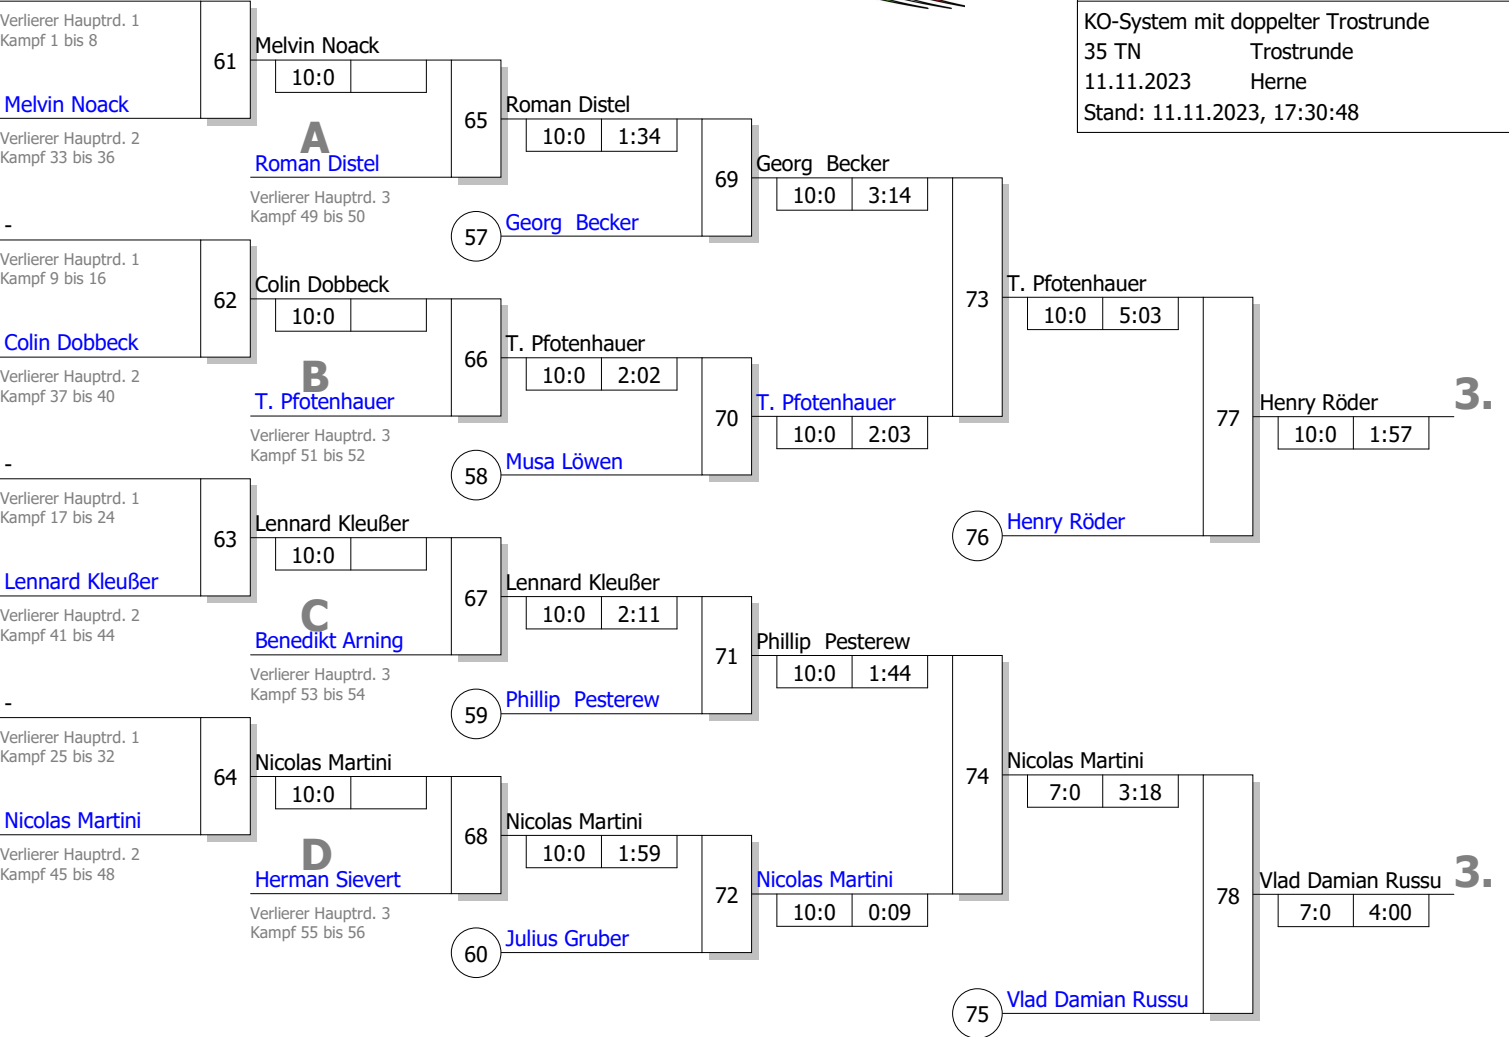 KO-System mit doppelter Trostrunde
35 TN Trostrunde
11.11.2023 Herne
Stand: 11.11.2023, 17:30:48
Verlierer Hauptrd. 1
Kampf 1 bis 8
61
Melvin Noack
10:0
Melvin Noack
Verlierer Hauptrd. 2
Kampf 33 bis 36
A
Roman Distel
Verlierer Hauptrd. 3
Kampf 49 bis 50
65
Roman Distel
10:0 1:34
57
Georg Becker
69
Georg Becker
10:0 3:14
-
Verlierer Hauptrd. 1
Kampf 9 bis 16
62
Colin Dobbeck
10:0
Colin Dobbeck
Verlierer Hauptrd. 2
Kampf 37 bis 40
B
T. Pfotenhauer
Verlierer Hauptrd. 3
Kampf 51 bis 52
66
T. Pfotenhauer
10:0 2:02
58
Musa Löwen
70
T. Pfotenhauer
10:0 2:03
73
T. Pfotenhauer
10:0 5:03
76
Henry Röder
77
Henry Röder
10:0 1:57
3.
-
Verlierer Hauptrd. 1
Kampf 17 bis 24
63
Lennard Kleußer
10:0
Lennard Kleußer
Verlierer Hauptrd. 2
Kampf 41 bis 44
C
Benedikt Arning
Verlierer Hauptrd. 3
Kampf 53 bis 54
67
Lennard Kleußer
10:0 2:11
59
Phillip Pesterew
71
Phillip Pesterew
10:0 1:44
-
Verlierer Hauptrd. 1
Kampf 25 bis 32
64
Nicolas Martini
10:0
Nicolas Martini
Verlierer Hauptrd. 2
Kampf 45 bis 48
D
Herman Sievert
Verlierer Hauptrd. 3
Kampf 55 bis 56
68
Nicolas Martini
10:0 1:59
60
Julius Gruber
72
Nicolas Martini
10:0 0:09
74
Nicolas Martini
7:0 3:18
75
Vlad Damian Russu
78
Vlad Damian Russu
7:0 4:00
3.